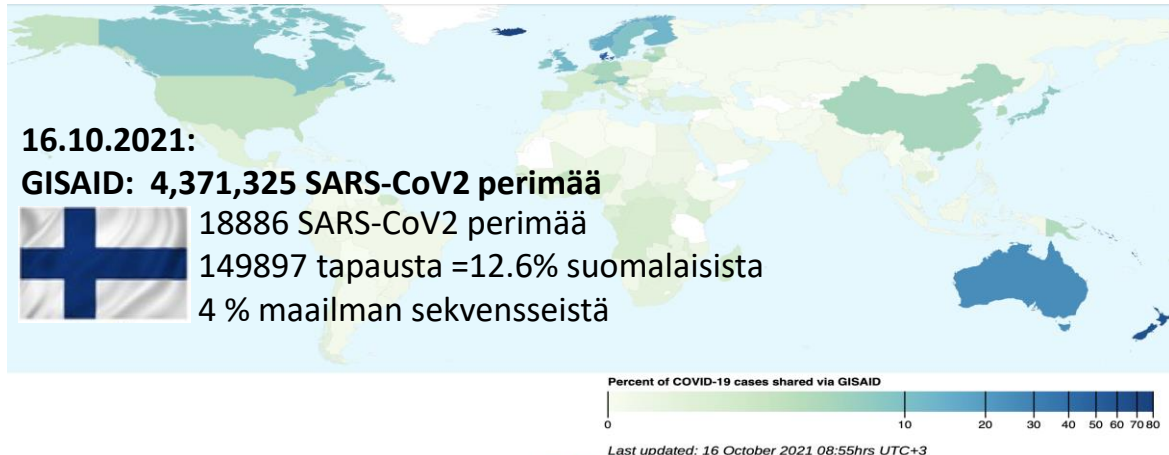 16.10.2021:
GISAID: 4,371,325 SARS-CoV2 perimää
18886 SARS-CoV2 perimää
149897 tapausta =12.6% suomalaisista
4 % maailman sekvensseistä
Percent of COVID-19 cases shared via GISAID
0 10 20 30 40 50 60 70 80
Last updated: 16 October 2021 08:55hrs UTC+3